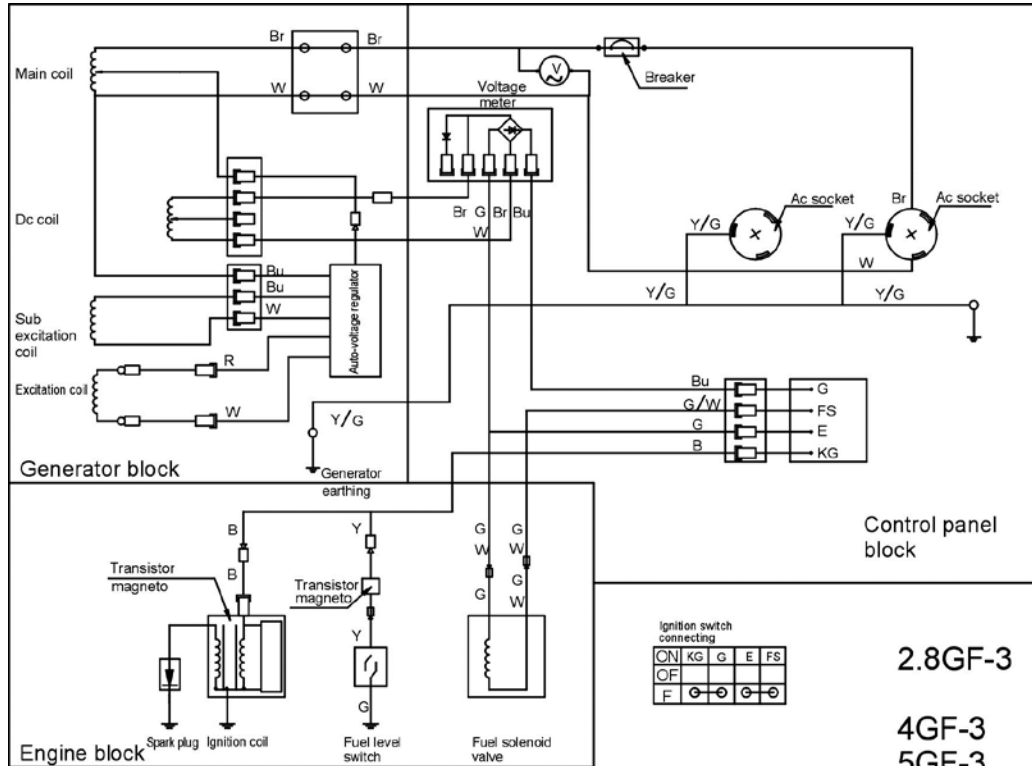 Main coil
Br
Br
W
W
V
Breaker
Voltage
meter
Dc coil
Br
G
Br
Bu
W
Y/G
Ac socket
Br
Y/G
Ac socket
W
Y/G
Y/G
Bu
Bu
W
Sub
excitation
coil
Auto-voltage regulator
R
Excitation coil
W
Y/G
Generator block
Generator
earthing
Bu
G/W
G
B
G
FS
E
KG
Control panel
block
B
Y
G
W
G
W
B
Transistor
magneto
Transistor
magneto
G
G
W
Y
G
Spark plug
Ignition coil
Fuel level
switch
Fuel solenoid
valve
Engine block
Ignition switch
connecting
ON KG G E FS
OF
F
2.8GF-3
4GF-3
5GF-3